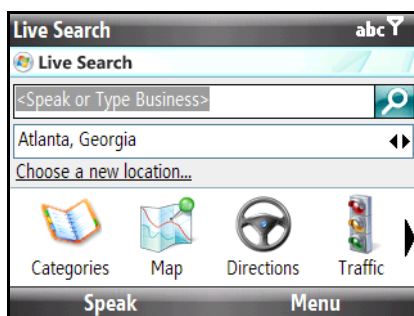 Live Search abc
Live Search
<Speak or Type Business>
Atlanta, Georgia
Choose a new location...
Categories Map Directions Traffic
Speak Menu